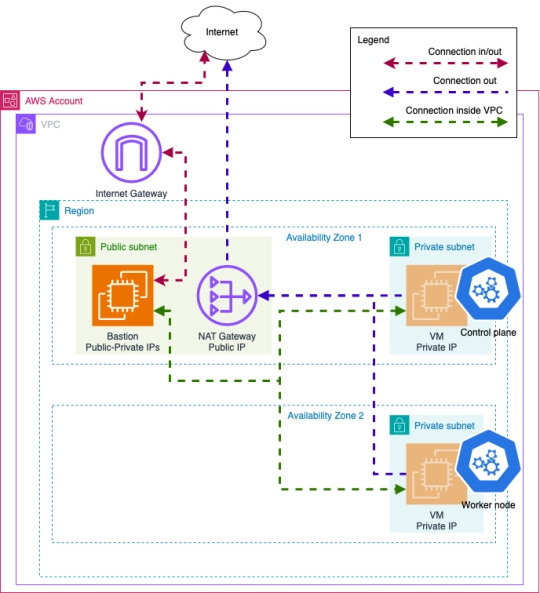 Internet
Legend
Connection in/out
Connection out
Connection inside VPC
AWS Account
VPC
Internet Gateway
Region
Availability Zone 1
Public subnet
Private subnet
Bastion
Public-Private IPs
NAT Gateway
Public IP
Control plane
VM
Private IP
Availability Zone 2
Private subnet
Worker node
VM
Private IP